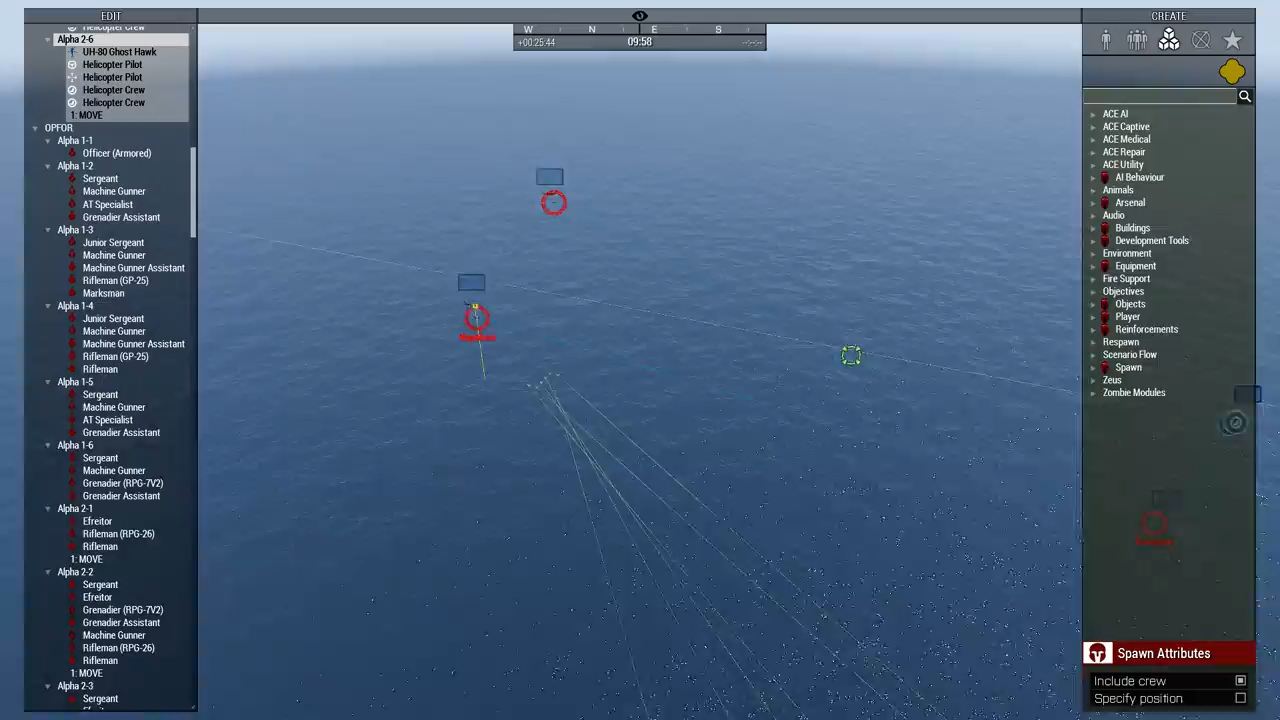 EDIT
Helicopter Crew
Alpha 2-6
UH-80 Ghost Hawk
Helicopter Pilot
Helicopter Pilot
Helicopter Crew
Helicopter Crew
1: MOVE
OPFOR
Alpha 1-1
Officer (Armored)
Alpha 1-2
Sergeant
Machine Gunner
AT Specialist
Grenadier Assistant
Alpha 1-3
Junior Sergeant
Machine Gunner
Machine Gunner Assistant
Rifleman (GP-25)
Marksman
Alpha 1-4
Junior Sergeant
Machine Gunner
Machine Gunner Assistant
Rifleman (GP-25)
Rifleman
Alpha 1-5
Sergeant
Machine Gunner
AT Specialist
Grenadier Assistant
Alpha 1-6
Sergeant
Machine Gunner
Grenadier (RPG-7V2)
Grenadier Assistant
Alpha 2-1
Efreitor
Rifleman (RPG-26)
Rifleman
1: MOVE
Alpha 2-2
Sergeant
Efreitor
Grenadier (RPG-7V2)
Grenadier Assistant
Machine Gunner
Rifleman (RPG-26)
Rifleman
1: MOVE
Alpha 2-3
Sergeant
W N E S
+00:25:44 09:58
CREATE
ACE AI
ACE Captive
ACE Medical
ACE Repair
ACE Utility
AI Behaviour
Animals
Arsenal
Audio
Buildings
Development Tools
Environment
Equipment
Fire Support
Objectives
Objects
Player
Reinforcements
Respawn
Scenario Flow
Spawn
Zeus
Zombie Modules
Spawn Attributes
Include crew
Specify position